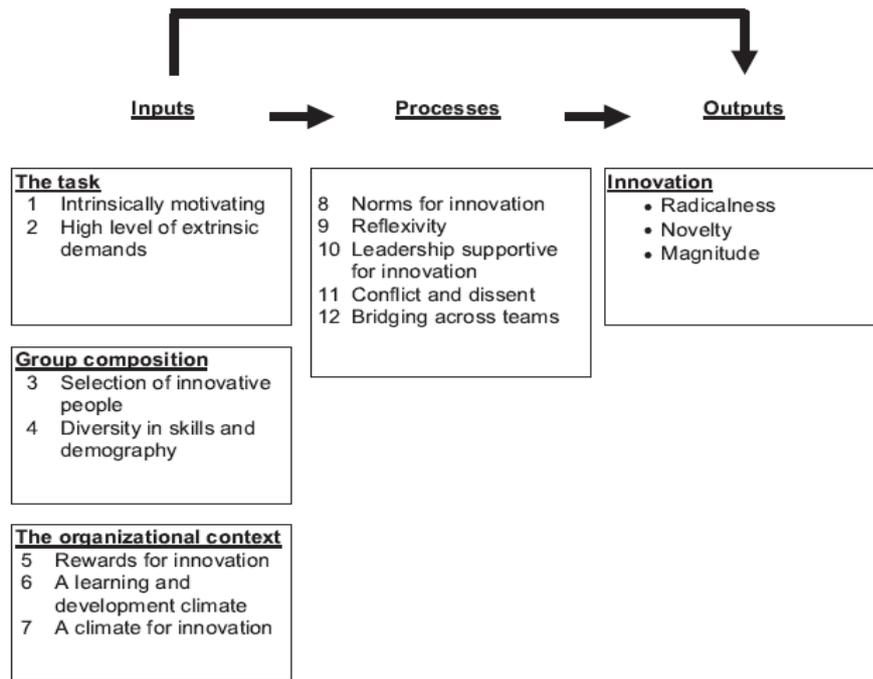 Inputs
Processes
Outputs
The task
1 Intrinsically motivating
2 High level of extrinsic
demands
Group composition
3 Selection of innovative
people
4 Diversity in skills and
demography
The organizational context
5 Rewards for innovation
6 A learning and
development climate
7 A climate for innovation
8 Norms for innovation
9 Reflexivity
10 Leadership supportive
for innovation
11 Conflict and dissent
12 Bridging across teams
Innovation
• Radicalness
• Novelty
• Magnitude